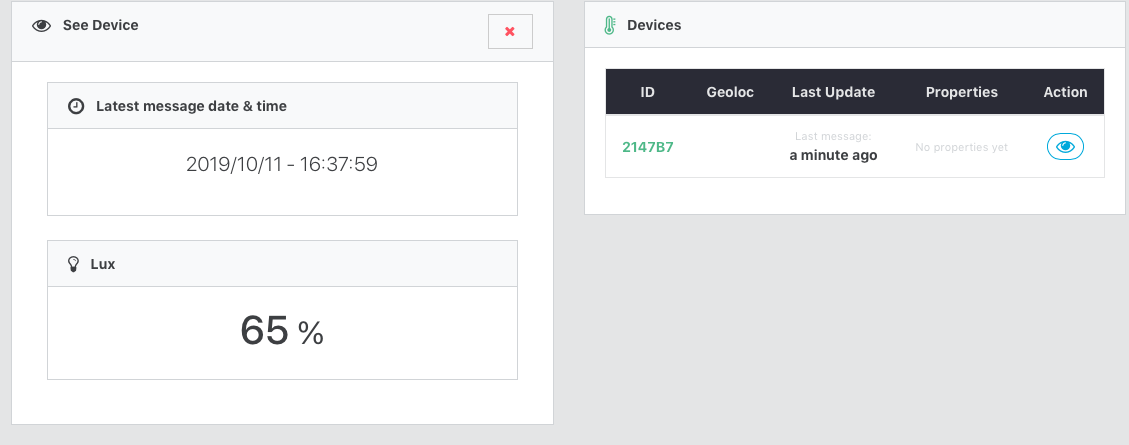 See Device
Latest message date & time
2019/10/11 - 16:37:59
Lux
65 %
Devices
ID Geoloc Last Update Properties Action
2147B7 Last message: a minute ago No properties yet